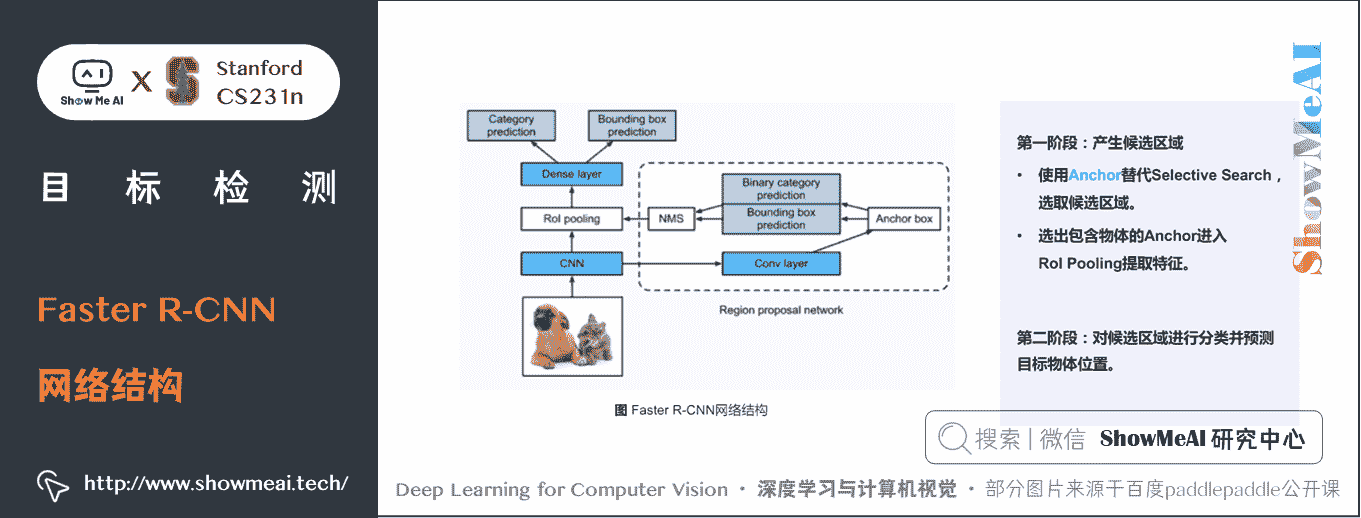 Show Me AI
X
Stanford
CS231n
目标检测
Faster R-CNN
网络结构
http://www.showmeai.tech/
Category
prediction
Bounding box
prediction
Dense layer
RoI pooling
CNN
NMS
Binary category
prediction
Bounding box
prediction
Anchor box
Conv layer
Region proposal network
图 Faster R-CNN网络结构
第一阶段：产生候选区域
• 使用Anchor替代Selective Search，
选取候选区域。
• 选出包含物体的Anchor进入
RoI Pooling提取特征。
第二阶段：对候选区域进行分类并预测
目标物体位置。
ShowMeAI
搜索 | 微信 ShowMeAI 研究中心
Deep Learning for Computer Vision · 深度学习与计算机视觉 · 部分图片来源于百度paddlepaddle公开课